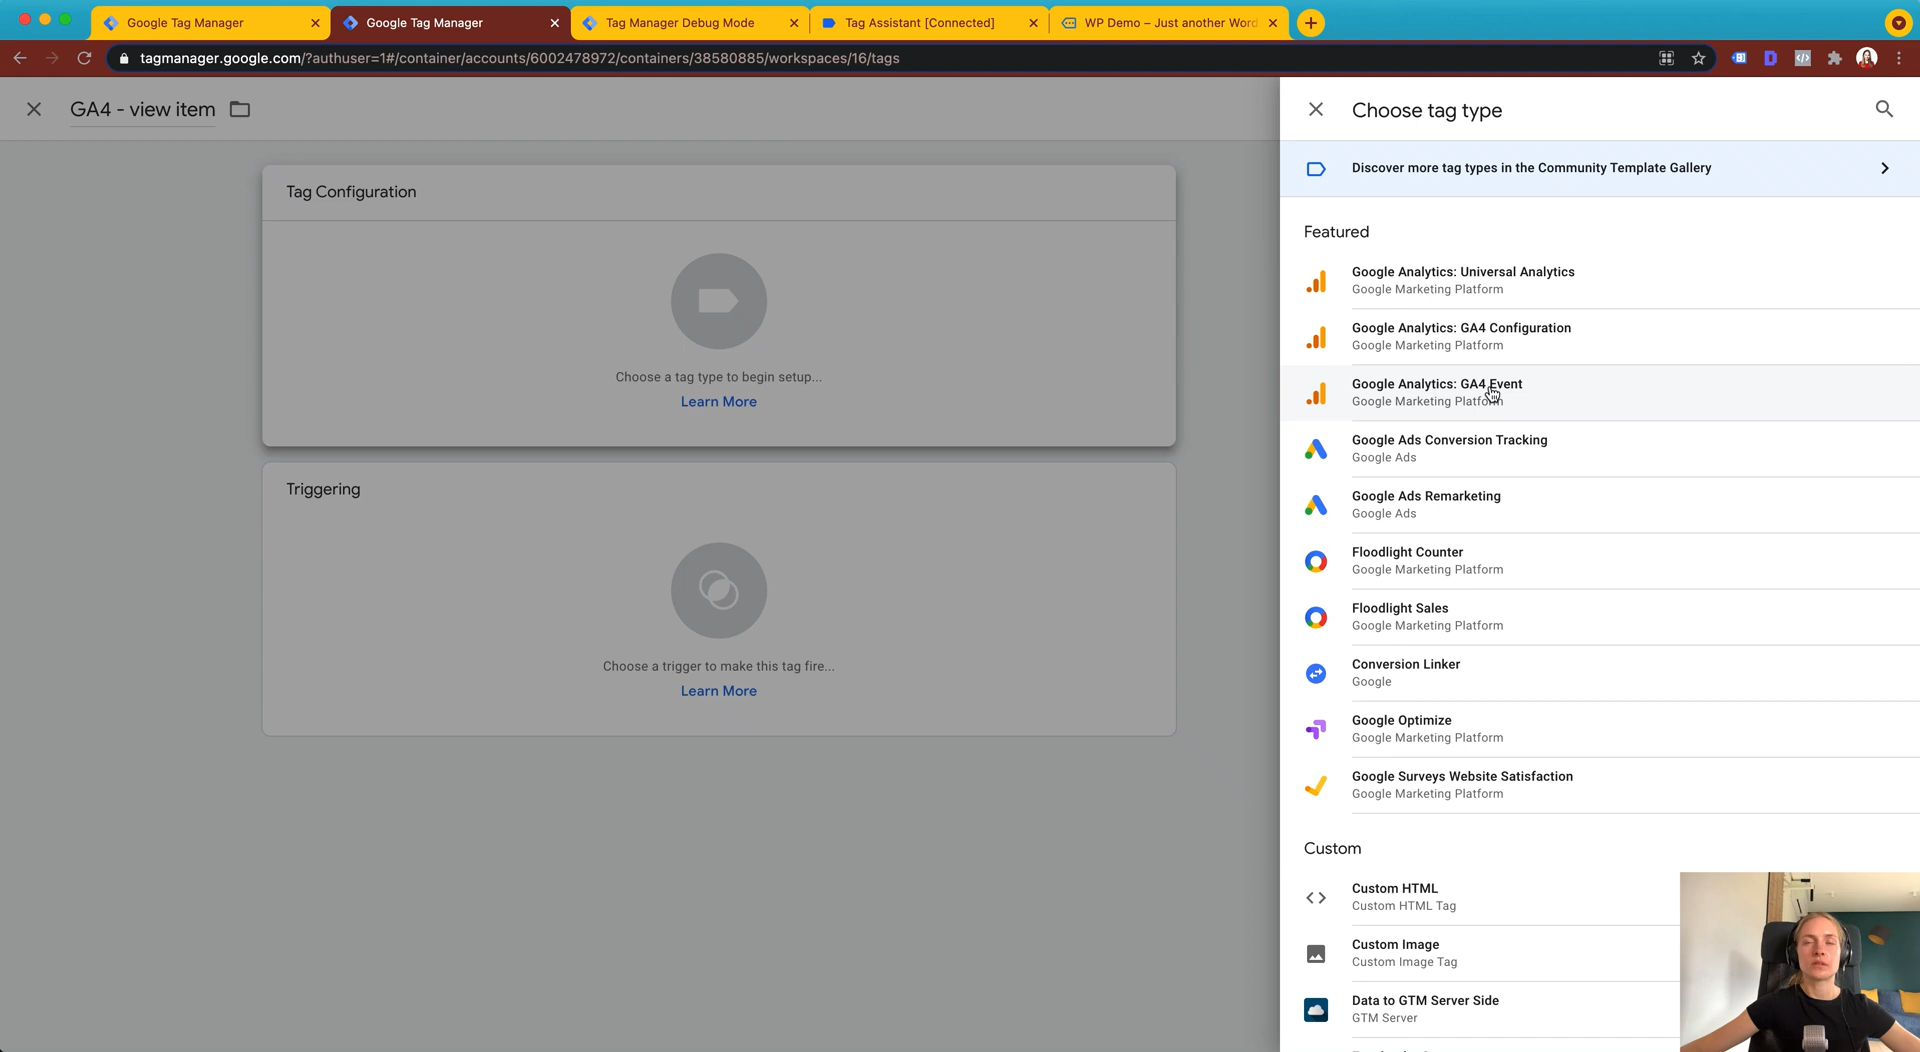 Google Tag Manager
Google Tag Manager
Tag Manager Debug Mode
Tag Assistant [Connected]
WP Demo – Just another Word
tagmanager.google.com/?authuser=1#/container/accounts/6002478972/containers/38580885/workspaces/16/tags
GA4 - view item
Tag Configuration
Choose a tag type to begin setup...
Learn More
Triggering
Choose a trigger to make this tag fire...
Learn More
Choose tag type
Discover more tag types in the Community Template Gallery
Featured
Google Analytics: Universal Analytics
Google Marketing Platform
Google Analytics: GA4 Configuration
Google Marketing Platform
Google Analytics: GA4 Event
Google Marketing Platform
Google Ads Conversion Tracking
Google Ads
Google Ads Remarketing
Google Ads
Floodlight Counter
Google Marketing Platform
Floodlight Sales
Google Marketing Platform
Conversion Linker
Google
Google Optimize
Google Marketing Platform
Google Surveys Website Satisfaction
Google Marketing Platform
Custom
Custom HTML
Custom HTML Tag
Custom Image
Custom Image Tag
Data to GTM Server Side
GTM Server